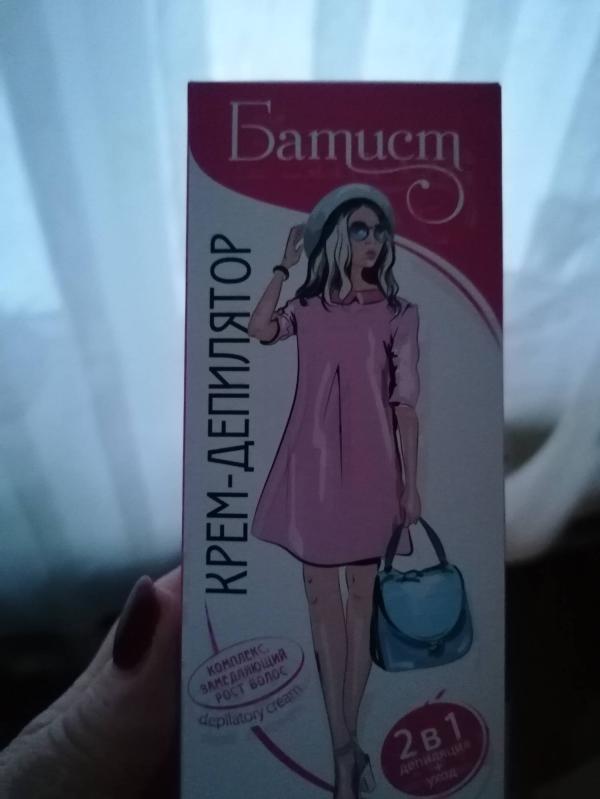 Батист
КРЕМ-ДЕПИЛЯТОР
КОМПЛЕКС,
ЗАМЕДЛЯЮЩИЙ
РОСТ ВОЛОС
depilatory cream
2 в 1
депиляция
+
уход